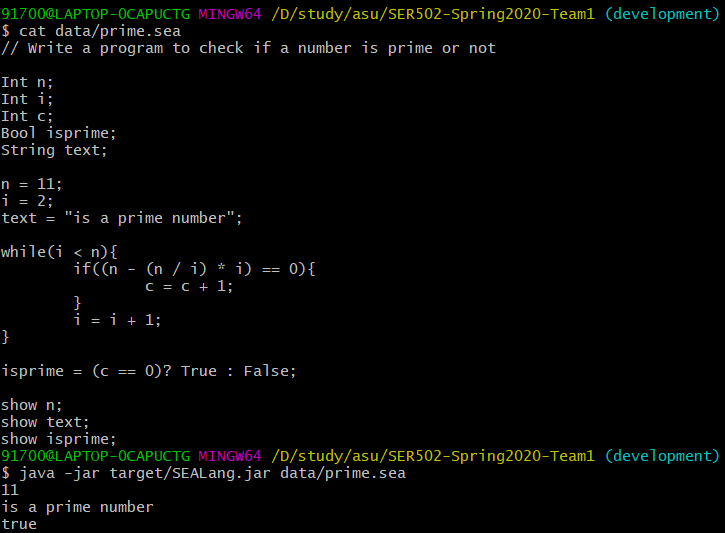 91700@LAPTOP-0CAPUCTG MINGW64 /D/study/asu/SER502-Spring2020-Team1 (development)
$ cat data/prime.sea
// Write a program to check if a number is prime or not

Int n;
Int i;
Int c;
Bool isprime;
String text;

n = 11;
i = 2;
text = "is a prime number";

while(i < n){
        if((n - (n / i) * i) == 0){
                c = c + 1;
        }
        i = i + 1;
}

isprime = (c == 0)? True : False;

show n;
show text;
show isprime;
91700@LAPTOP-0CAPUCTG MINGW64 /D/study/asu/SER502-Spring2020-Team1 (development)
$ java -jar target/SEALang.jar data/prime.sea
11
is a prime number
true